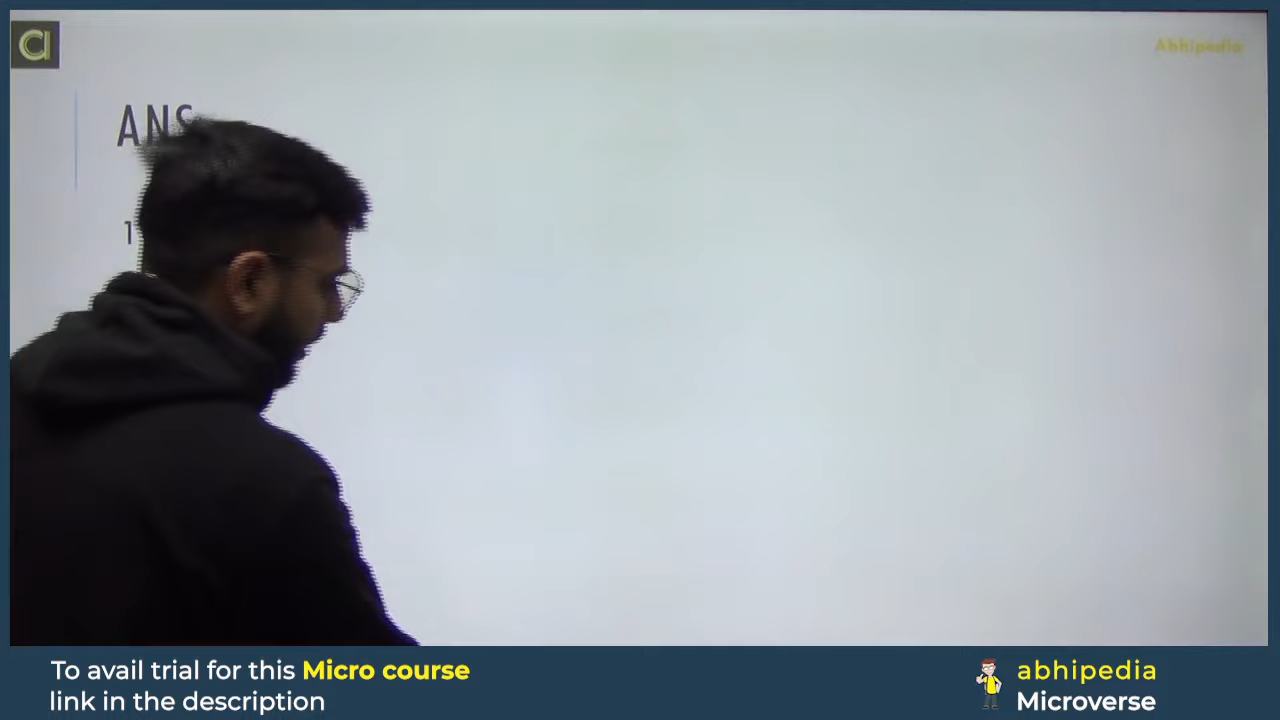 Abhipedia
ANS
1
To avail trial for this Micro course
link in the description
abhipedia
Microverse